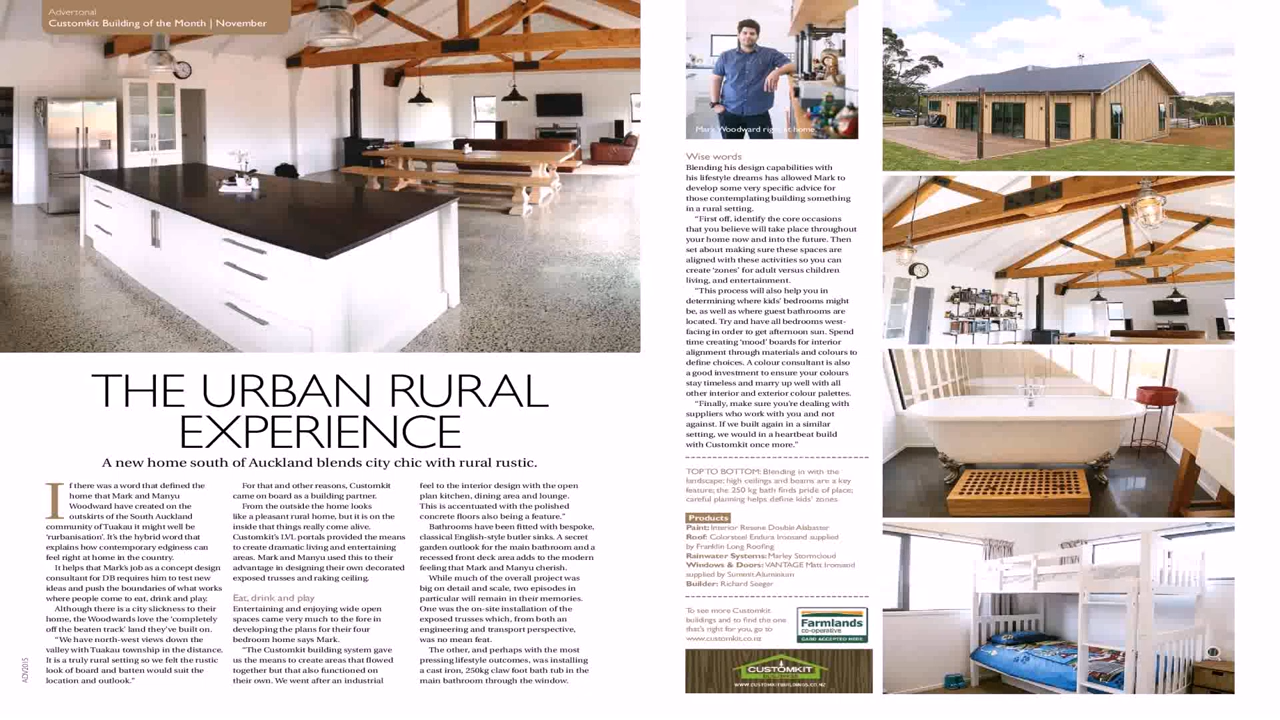 Advertorial
Customkit Building of the Month | November
THE URBAN RURAL
EXPERIENCE
A new home south of Auckland blends city chic with rural rustic.
If there was a word that defined the
home that Mark and Manyu
Woodward have created on the
outskirts of the South Auckland
community of Tuakau it might well be
‘rurbanisation’. It’s the hybrid word that
explains how contemporary edginess can
feel right at home in the country.
It helps that Mark’s job as a concept design
consultant for DB requires him to test new
ideas and push the boundaries of what works
where people come to eat, drink and play.
Although there is a city slickness to their
home, the Woodwards love the ‘completely
off the beaten track’ land they’ve built on.
“We have north-west views down the
valley with Tuakau township in the distance.
It is a truly rural setting so we felt the rustic
look of board and batten would suit the
location and outlook.”
For that and other reasons, Customkit
came on board as a building partner.
From the outside the home looks
like a pleasant rural home, but it is on the
inside that things really come alive.
Customkit’s LVL portals provided the means
to create dramatic living and entertaining
areas. Mark and Manyu used this to their
advantage in designing their own decorated
exposed trusses and raking ceiling.
Eat, drink and play
Entertaining and enjoying wide open
spaces came very much to the fore in
developing the plans for their four
bedroom home says Mark.
“The Customkit building system gave
us the means to create areas that flowed
together but that also functioned on
their own. We went after an industrial
feel to the interior design with the open
plan kitchen, dining area and lounge.
This is accentuated with the polished
concrete floors also being a feature.”
Bathrooms have been fitted with bespoke,
classical English-style butler sinks. A secret
garden outlook for the main bathroom and a
recessed front deck area adds to the modern
feeling that Mark and Manyu cherish.
While much of the overall project was
big on detail and scale, two episodes in
particular will remain in their memories.
One was the on-site installation of the
exposed trusses which, from both an
engineering and transport perspective,
was no mean feat.
The other, and perhaps with the most
pressing lifestyle outcomes, was installing
a cast iron, 250kg claw foot bath tub in the
main bathroom through the window.
ADV2015
Mark Woodward right at home.
Wise words
Blending his design capabilities with
his lifestyle dreams has allowed Mark to
develop some very specific advice for
those contemplating building something
in a rural setting.
“First off, identify the core occasions
that you believe will take place throughout
your home now and into the future. Then
set about making sure these spaces are
aligned with these activities so you can
create ‘zones’ for adult versus children
living, and entertainment.
“This process will also help you in
determining where kids’ bedrooms might
be, as well as where guest bathrooms are
located. Try and have all bedrooms west-
facing in order to get afternoon sun. Spend
time creating ‘mood’ boards for interior
alignment through materials and colours to
define choices. A colour consultant is also
a good investment to ensure your colours
stay timeless and marry up well with all
other interior and exterior colour palettes.
“Finally, make sure you’re dealing with
suppliers who work with you and not
against. If we built again in a similar
setting, we would in a heartbeat build
with Customkit once more.”
TOP TO BOTTOM: Blending in with the
landscape; high ceilings and beams are a key
feature; the 250 kg bath finds pride of place;
careful planning helps define kids’ zones.
Products
Paint: Interior Resene Double Alabaster
Roof: Colorsteel Endura Ironsand supplied
by Franklin Long Roofing
Rainwater Systems: Marley Stormcloud
Windows & Doors: VANTAGE Matt Ironsand
supplied by Summit Aluminium
Builder: Richard Seager
To see more Customkit
buildings and to find the one
that’s right for you, go to
www.customkit.co.nz
Farmlands
co-operative
CARD ACCEPTED HERE
CUSTOMKIT
BUILDINGS
WWW.CUSTOMKITBUILDINGS.CO.NZ